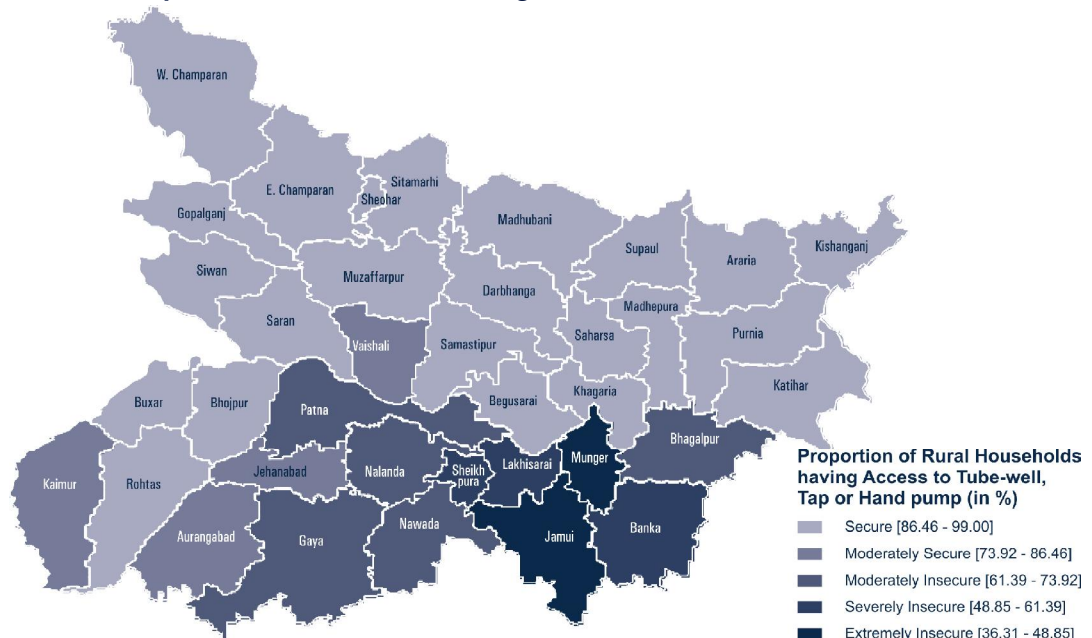 W. Champaran
E. Champaran
Sitamarhi
Sheohar
Gopalganj
Madhubani
Supaul
Araria
Kishanganj
Siwan
Muzaffarpur
Darbhanga
Madhepura
Saran
Vaishali
Samastipur
Saharsa
Purnia
Katihar
Buxar
Bhojpur
Patna
Begusarai
Khagaria
Bhagalpur
Kaimur
Rohtas
Jehanabad
Nalanda
Sheikh
pura
Lakhisarai
Munger
Aurangabad
Gaya
Nawada
Jamui
Banka
Proportion of Rural Households
having Access to Tube-well,
Tap or Hand pump (in %)
Secure [86.46 - 99.00]
Moderately Secure [73.92 - 86.46]
Moderately Insecure [61.39 - 73.92]
Severely Insecure [48.85 - 61.39]
Extremely Insecure [36.31 - 48.85]